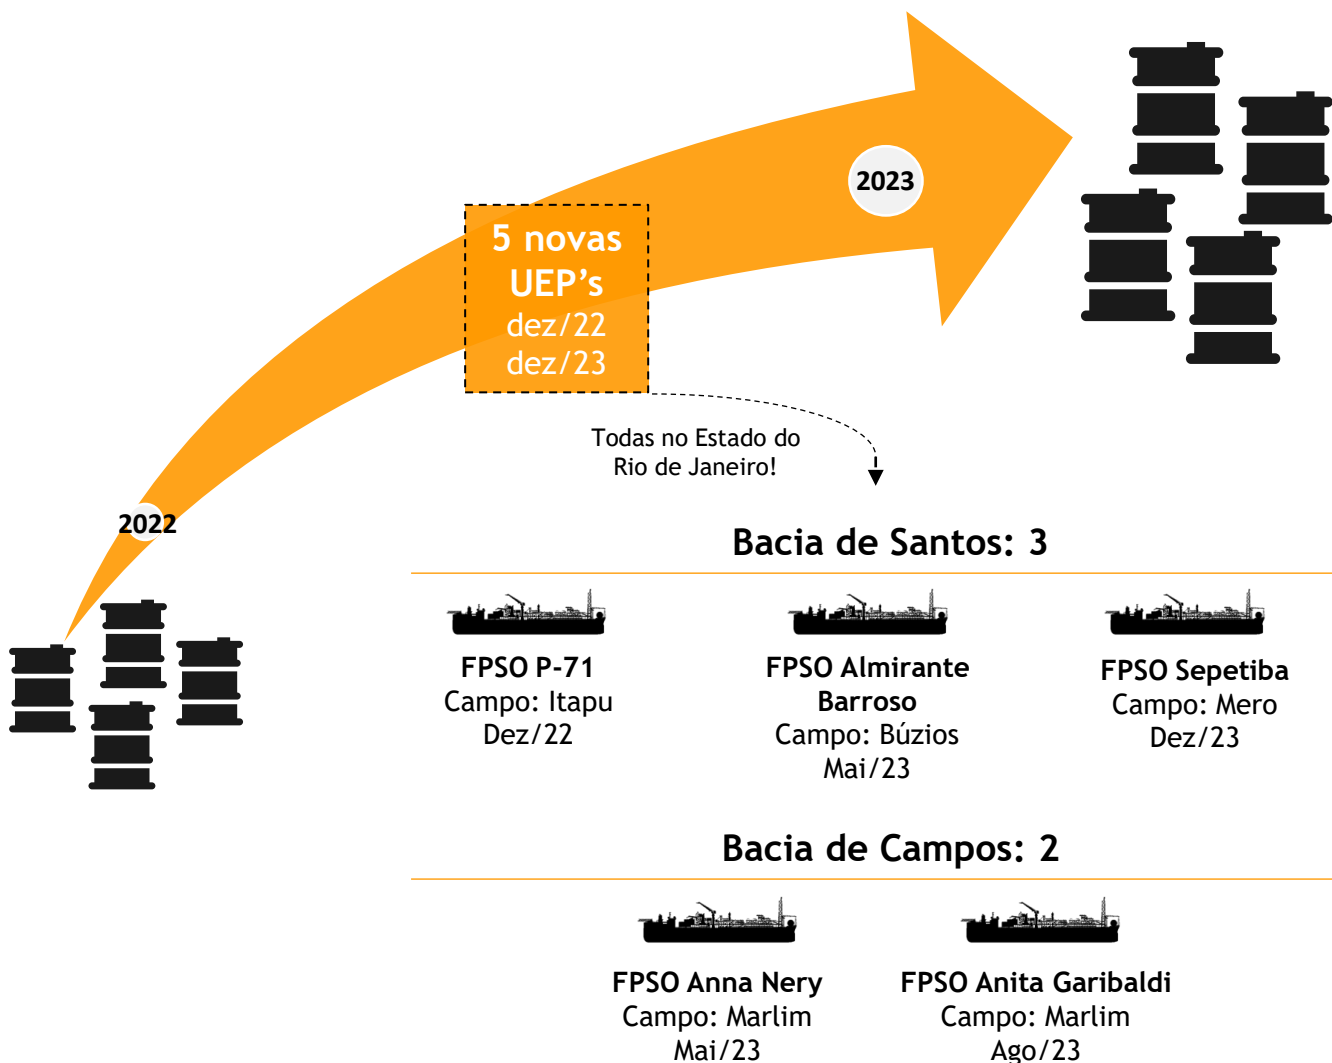 2023
5 novas
UEP’s
dez/22
dez/23
Todas no Estado do
Rio de Janeiro!
2022
Bacia de Santos: 3
FPSO P-71
Campo: Itapu
Dez/22
FPSO Almirante
Barroso
Campo: Búzios
Mai/23
FPSO Sepetiba
Campo: Mero
Dez/23
Bacia de Campos: 2
FPSO Anna Nery
Campo: Marlim
Mai/23
FPSO Anita Garibaldi
Campo: Marlim
Ago/23